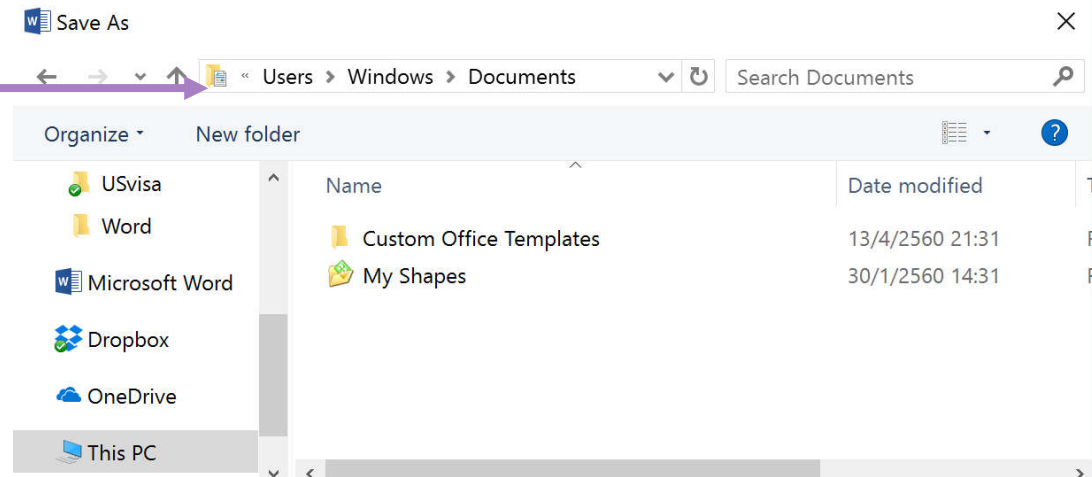 Save As
« Users > Windows > Documents
Search Documents
Organize
New folder
?
USvisa
Word
Microsoft Word
Dropbox
OneDrive
This PC
Name
Date modified
Custom Office Templates
13/4/2560 21:31
My Shapes
30/1/2560 14:31